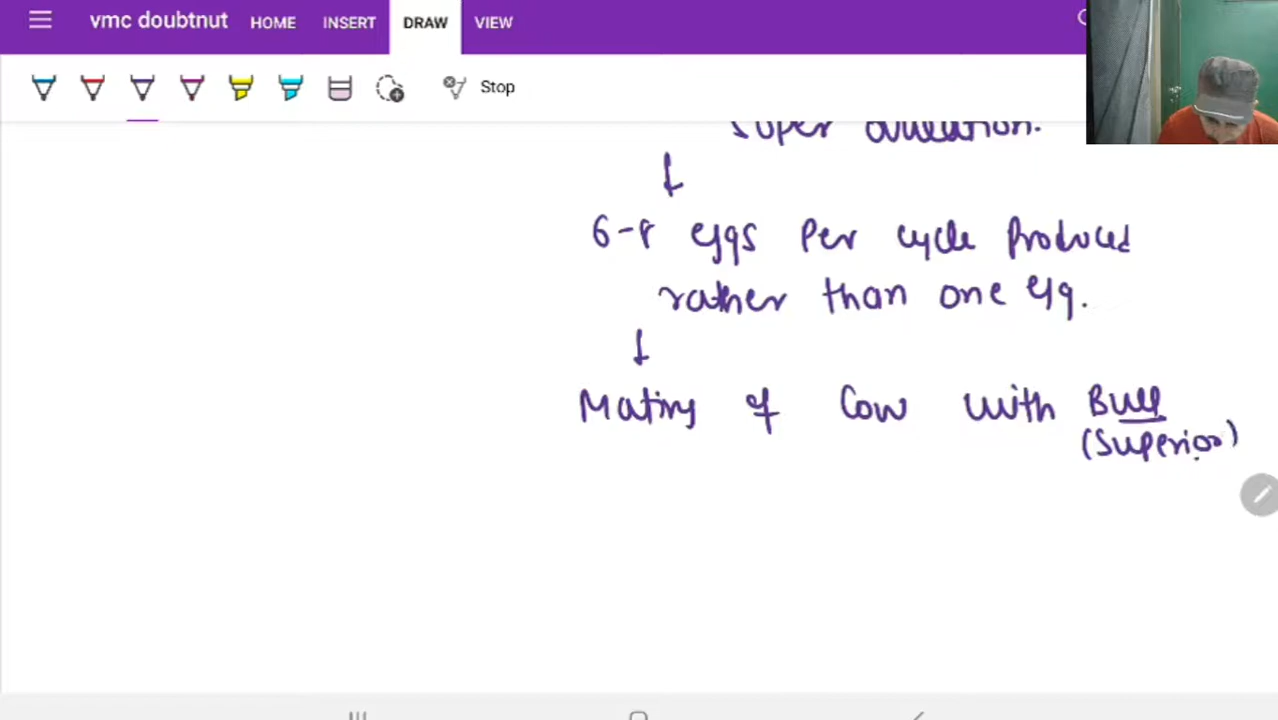 vmc doubtnut HOME INSERT DRAW VIEW
Stop
Super ovulation.
6-8 eggs per cycle produced
rather than one egg.
Mating of Cow with Bull
(Superior)